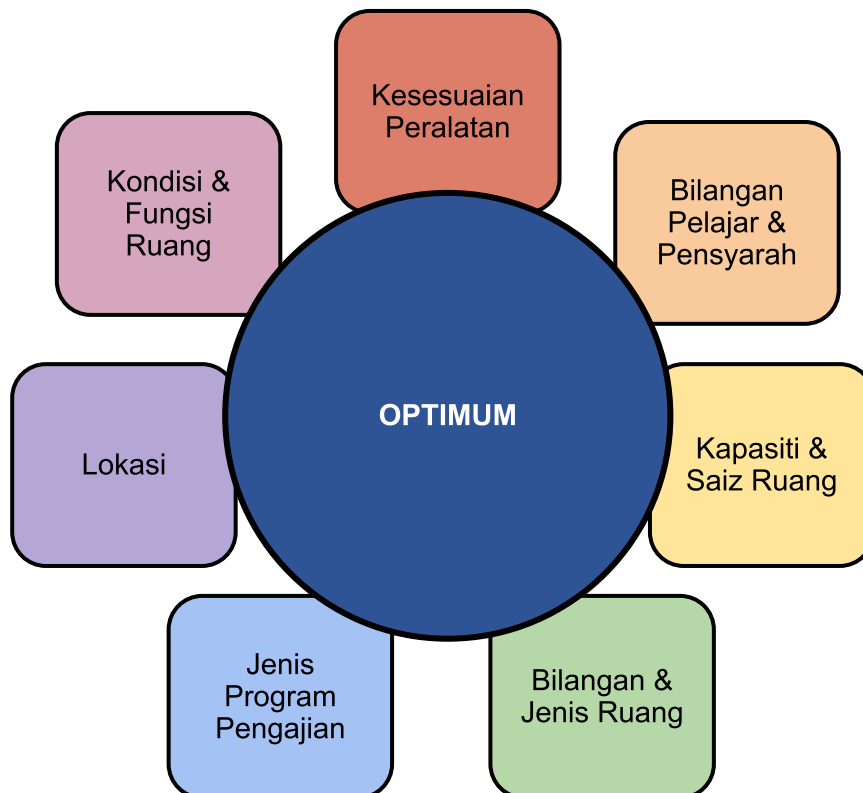 Kesesuaian
Peralatan
Kondisi &
Fungsi
Ruang
Bilangan
Pelajar &
Pensyarah
OPTIMUM
Lokasi
Kapasiti &
Saiz Ruang
Jenis
Program
Pengajian
Bilangan &
Jenis Ruang